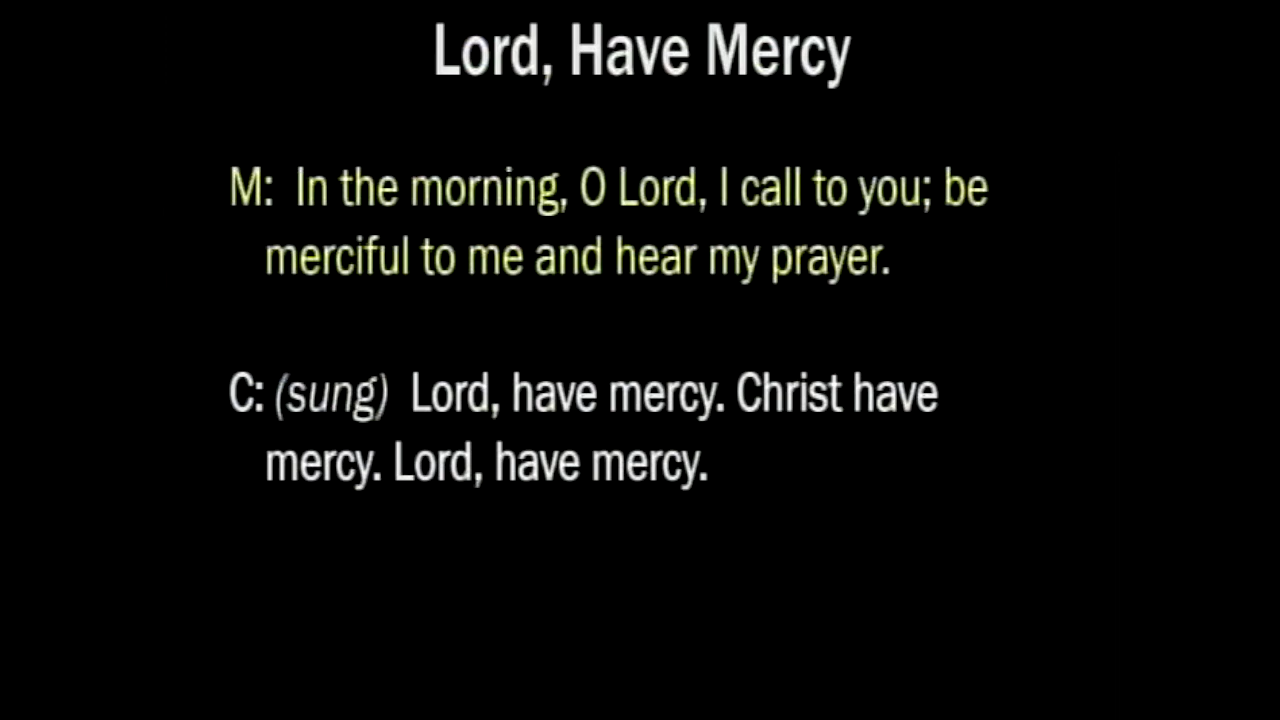 Lord, Have Mercy
M: In the morning, O Lord, I call to you; be
merciful to me and hear my prayer.
C: (sung) Lord, have mercy. Christ have
mercy. Lord, have mercy.